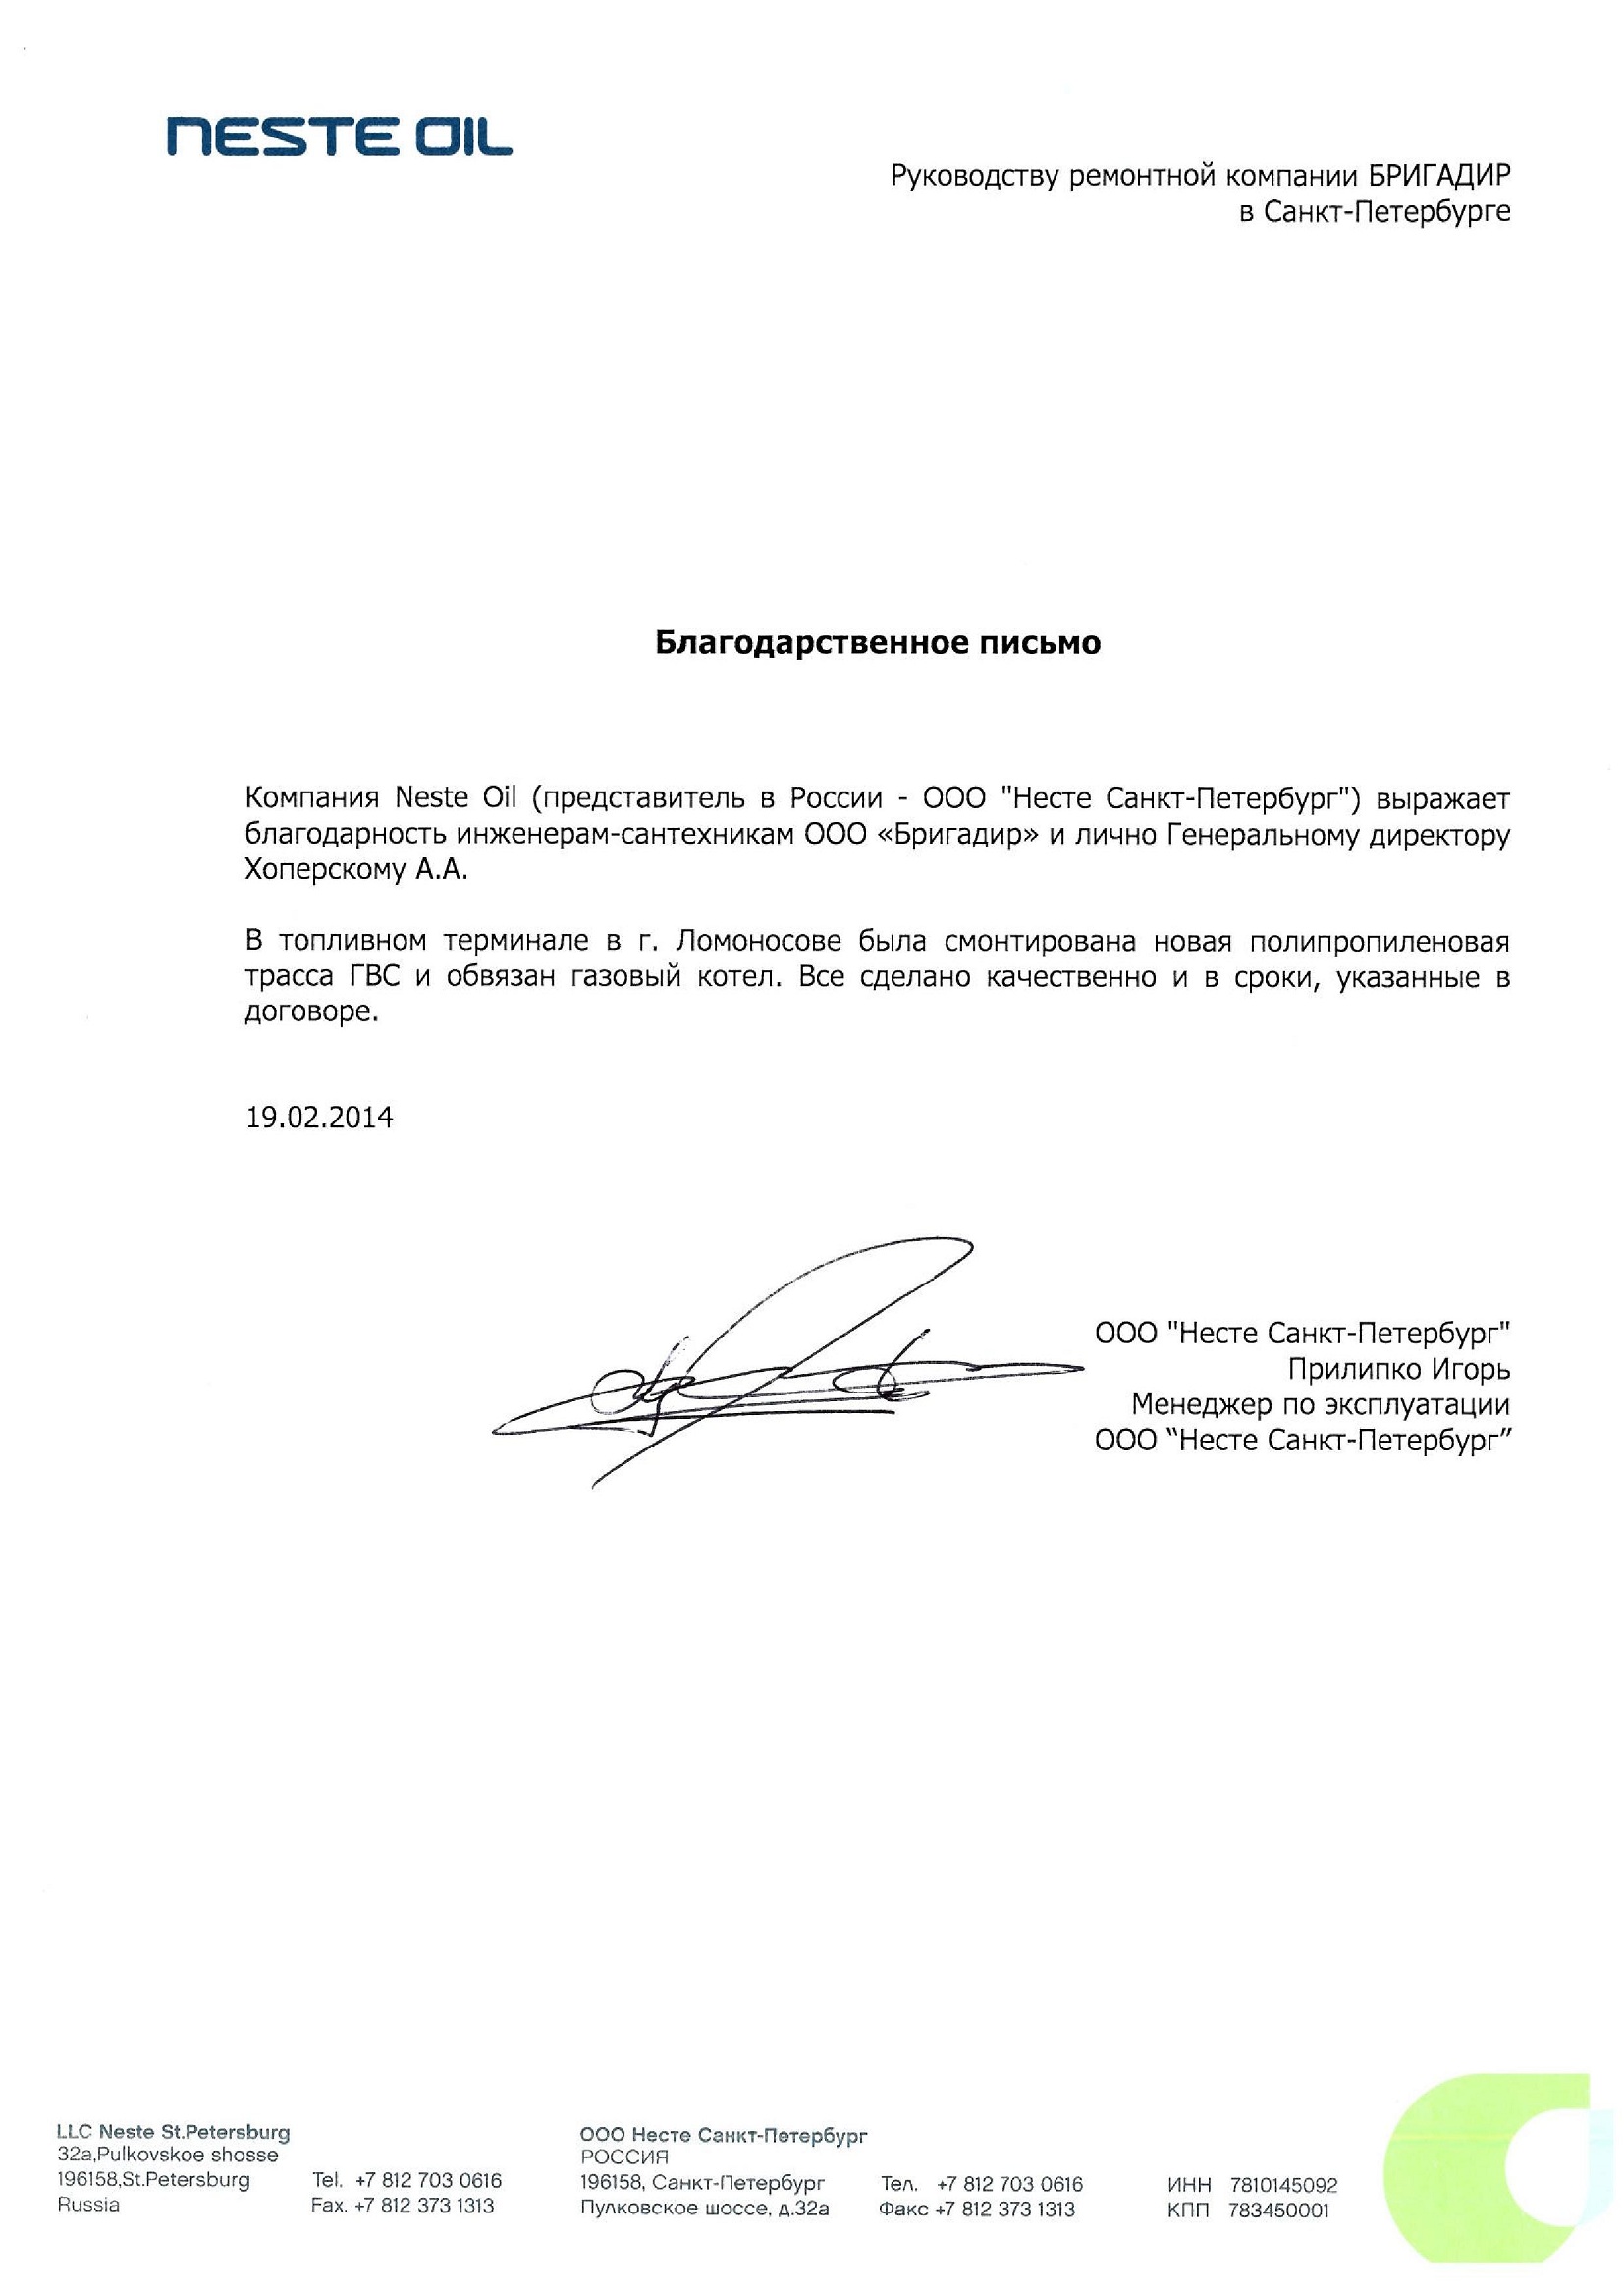 NESTE OIL
Руководству ремонтной компании БРИГАДИР
в Санкт-Петербурге
Благодарственное письмо
Компания Neste Oil (представитель в России - ООО "Несте Санкт-Петербург") выражает
благодарность инженерам-сантехникам ООО «Бригадир» и лично Генеральному директору
Хоперскому А.А.
В топливном терминале в г. Ломоносове была смонтирована новая полипропиленовая
трасса ГВС и обвязан газовый котел. Все сделано качественно и в сроки, указанные в
договоре.
19.02.2014
ООО "Несте Санкт-Петербург"
Прилипко Игорь
Менеджер по эксплуатации
ООО “Несте Санкт-Петербург”
LLC Neste St.Petersburg
32a,Pulkovskoe shosse
196158,St.Petersburg
Russia
Tel. +7 812 703 0616
Fax. +7 812 373 1313
ООО Несте Санкт-Петербург
РОССИЯ
196158, Санкт-Петербург
Пулковское шоссе, д.32а
Тел. +7 812 703 0616
Факс +7 812 373 1313
ИНН 7810145092
КПП 783450001